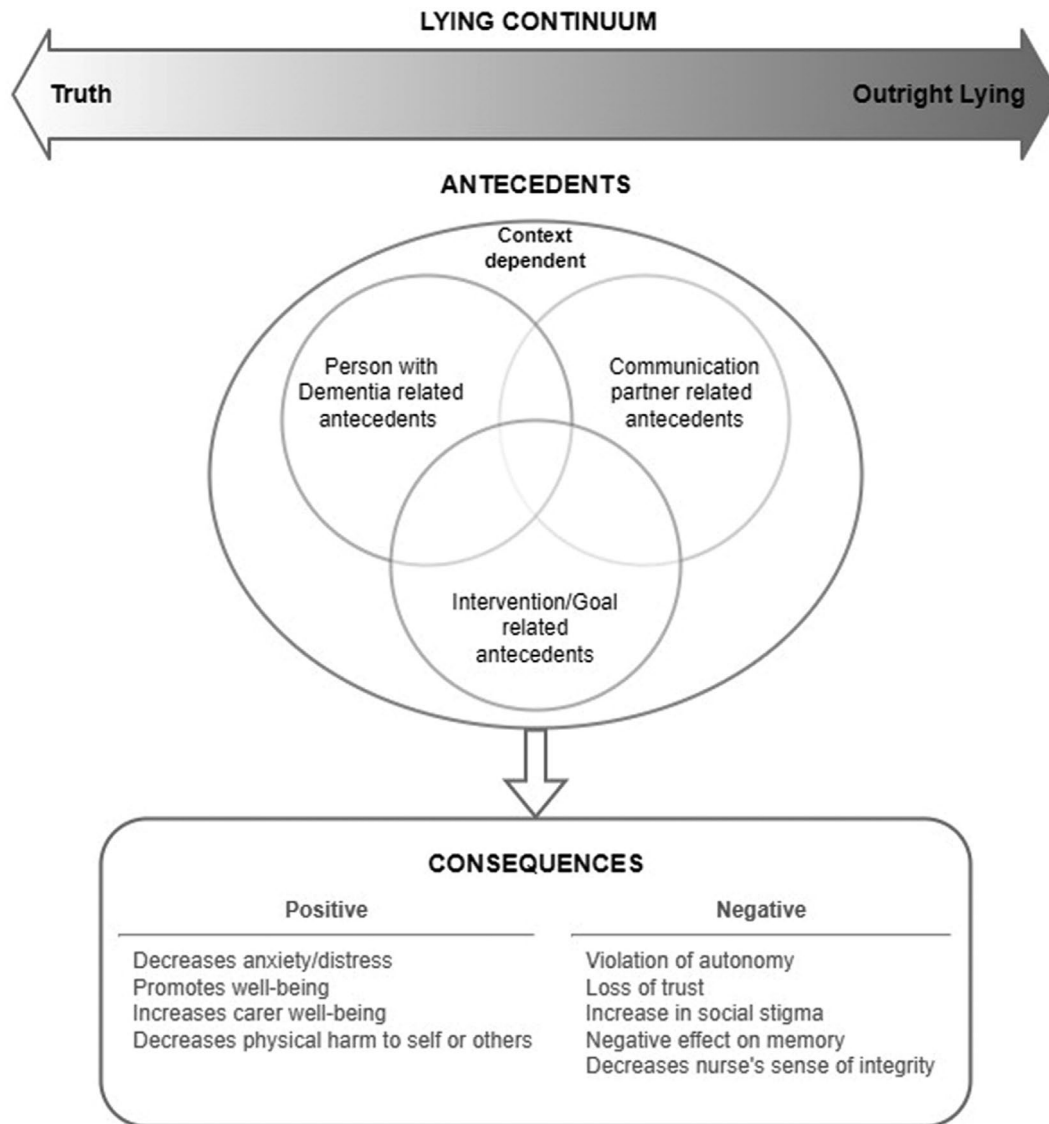 LYING CONTINUUM
Truth
Outright Lying
ANTECEDENTS
Context
dependent
Person with
Dementia related
antecedents
Communication
partner related
antecedents
Intervention/Goal
related
antecedents
CONSEQUENCES
Positive
Decreases anxiety/distress
Promotes well-being
Increases carer well-being
Decreases physical harm to self or others
Negative
Violation of autonomy
Loss of trust
Increase in social stigma
Negative effect on memory
Decreases nurse's sense of integrity